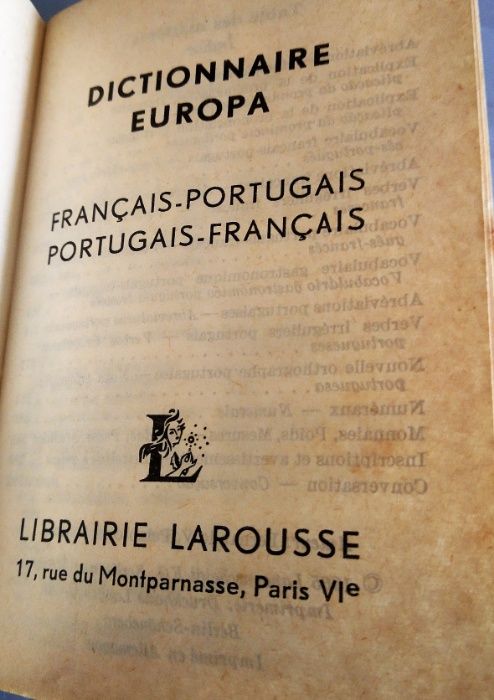 DICTIONNAIRE
EUROPA
FRANÇAIS-PORTUGAIS
PORTUGAIS-FRANÇAIS
L
LIBRAIRIE LAROUSSE
17, rue du Montparnasse, Paris VIe